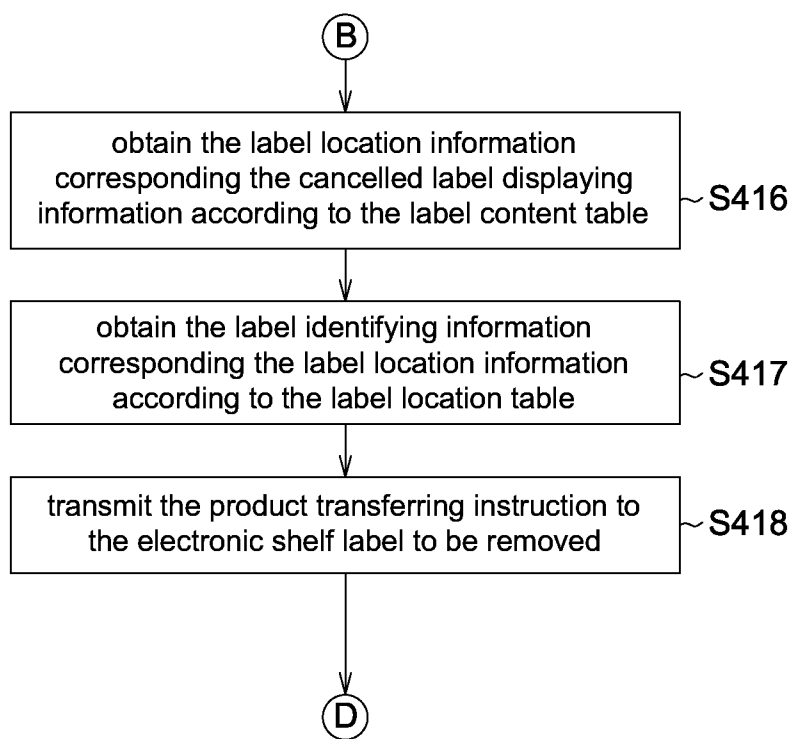 B
obtain the label location information
corresponding the cancelled label displaying
information according to the label content table
S416
obtain the label identifying information
corresponding the label location information
according to the label location table
S417
transmit the product transferring instruction to
the electronic shelf label to be removed
S418
D